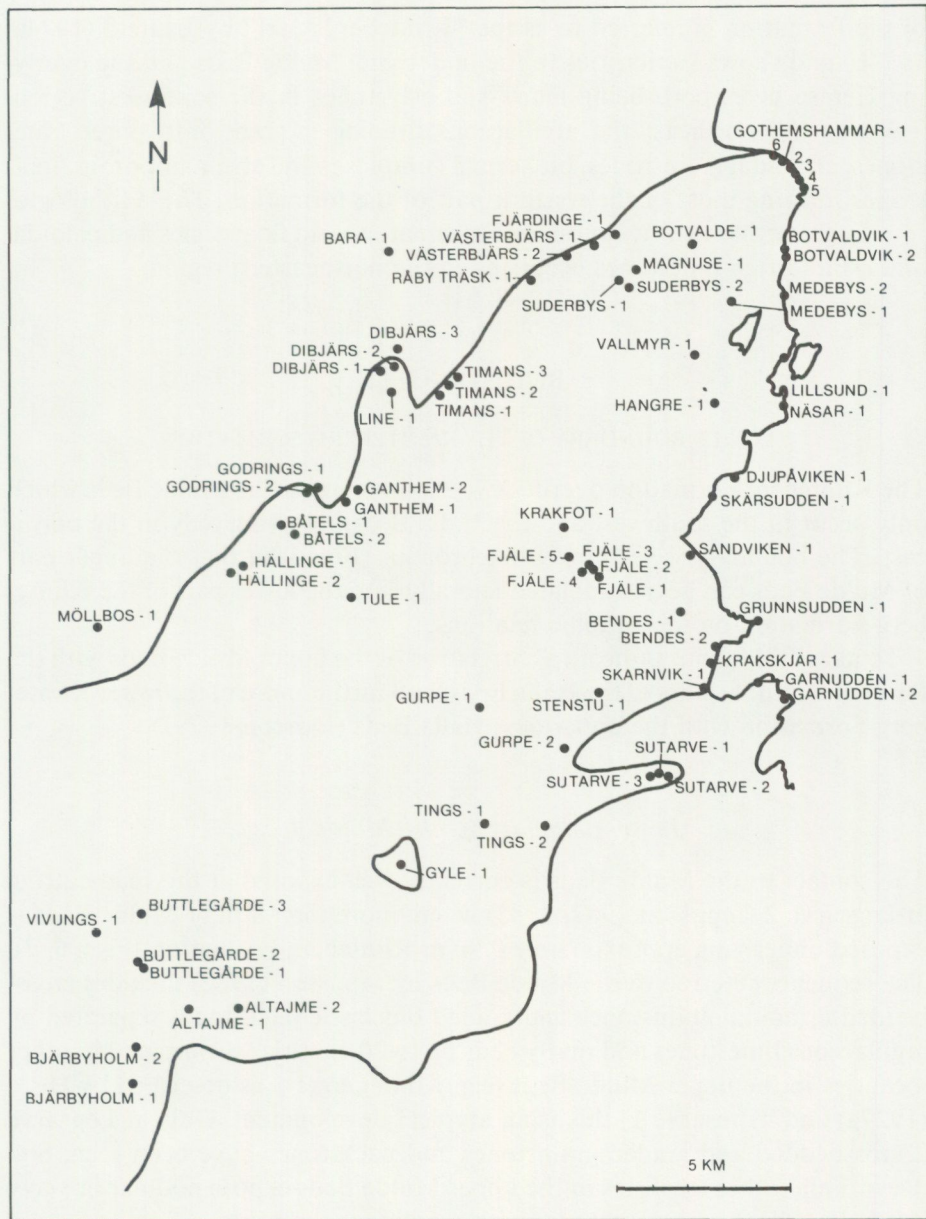 N
GOTHEMSHAMMAR - 1
6
2
3
4
5
FJÄRDINGE - 1
BARA - 1
VÄSTERBJÄRS - 1
BOTVALDE - 1
BOTVALDVIK - 1
VÄSTERBJÄRS - 2
BOTVALDVIK - 2
MAGNUSE - 1
RÅBY TRÄSK - 1
SUDERBYS - 2
MEDEBYS - 2
SUDERBYS - 1
MEDEBYS - 1
DIBJÄRS - 3
VALLMYR - 1
DIBJÄRS - 2
DIBJÄRS - 1
TIMANS - 3
TIMANS - 2
LILLSUND - 1
TIMANS - 1
HANGRE - 1
NÄSAR - 1
LINE - 1
GODRINGS - 1
DJUPÅVIKEN - 1
GODRINGS - 2
GANTHEM - 2
SKÄRSUDDEN - 1
GANTHEM - 1
KRAKFOT - 1
BÅTELS - 1
BÅTELS - 2
FJÄLE - 5
FJÄLE - 3
SANDVIKEN - 1
HÄLLINGE - 1
FJÄLE - 2
HÄLLINGE - 2
FJÄLE - 4
FJÄLE - 1
TULE - 1
MÖLLBOS - 1
BENDES - 1
GRUNNSUDDEN - 1
BENDES - 2
KRAKSKJÄR - 1
SKARNVIK - 1
GARNUDDEN - 1
GURPE - 1
STENSTU - 1
GARNUDDEN - 2
GURPE - 2
SUTARVE - 1
SUTARVE - 3
SUTARVE - 2
TINGS - 1
TINGS - 2
GYLE - 1
BUTTLEGÅRDE - 3
VIVUNGS - 1
BUTTLEGÅRDE - 2
BUTTLEGÅRDE - 1
ALTAJME - 2
ALTAJME - 1
BJÄRBYHOLM - 2
BJÄRBYHOLM - 1
5 KM